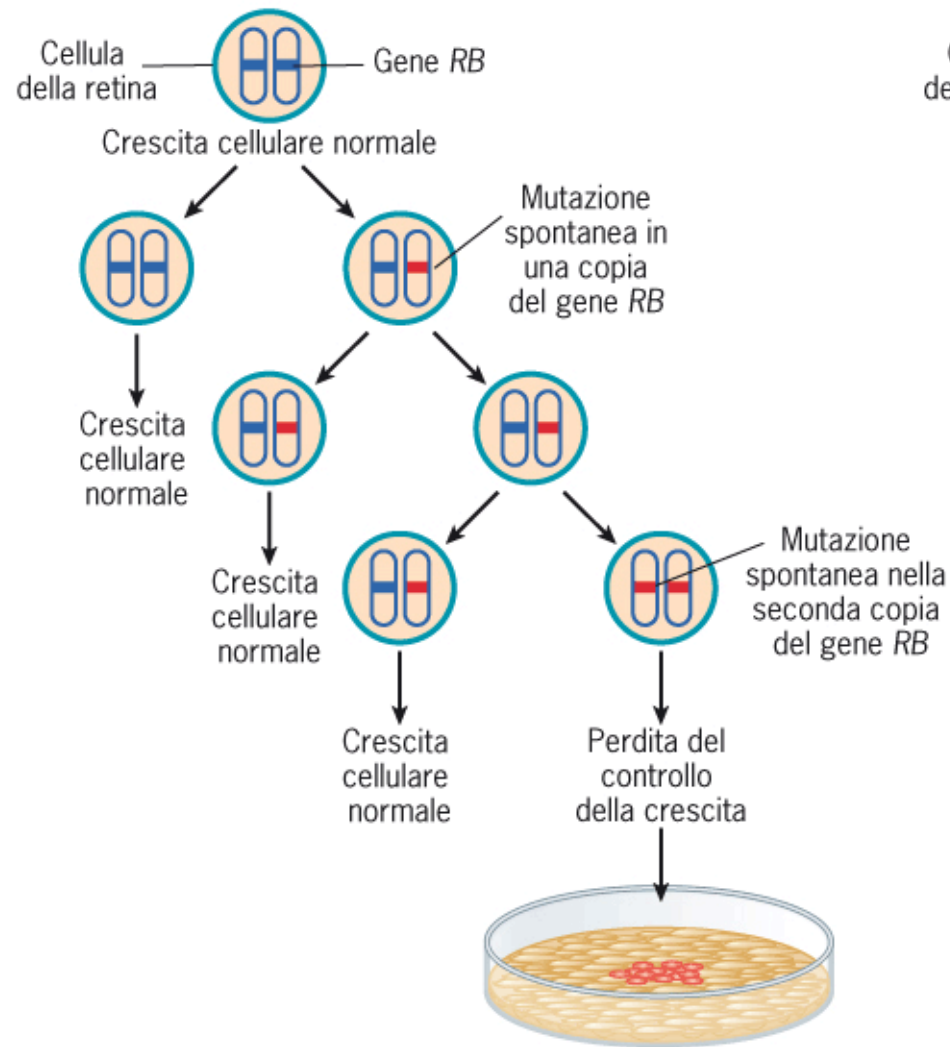 Cellula
della retina
Gene RB
Crescita cellulare normale
Mutazione
spontanea in
una copia
del gene RB
Crescita
cellulare
normale
Crescita
cellulare
normale
Mutazione
spontanea nella
seconda copia
del gene RB
Crescita
cellulare
normale
Perdita del
controllo
della crescita